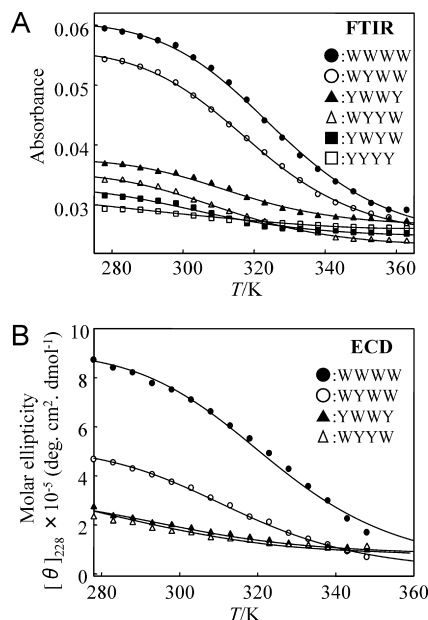 A
FTIR
0.06
●:WWWW
○:WYWW
▲:YWWY
△:WYYW
■:YWYW
□:YYYY
0.05
0.04
0.03
Absorbance
280 300 320 340 360
T/K
B
ECD
10
●:WWWW
○:WYWW
▲:YWWY
△:WYYW
8
6
4
2
0
Molar ellipticity
[θ]228 × 10-5 (deg. cm2. dmol-1)
280 300 320 340 360
T/K